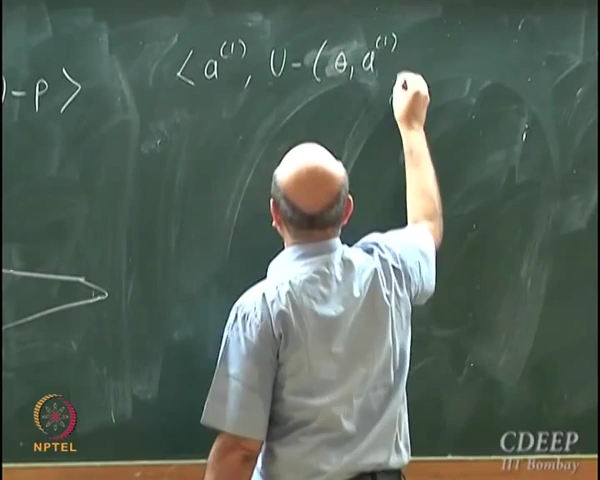 ) - p > < a^(1), U - (θ, a^(1)
NPTEL
CDEEP
IIT Bombay